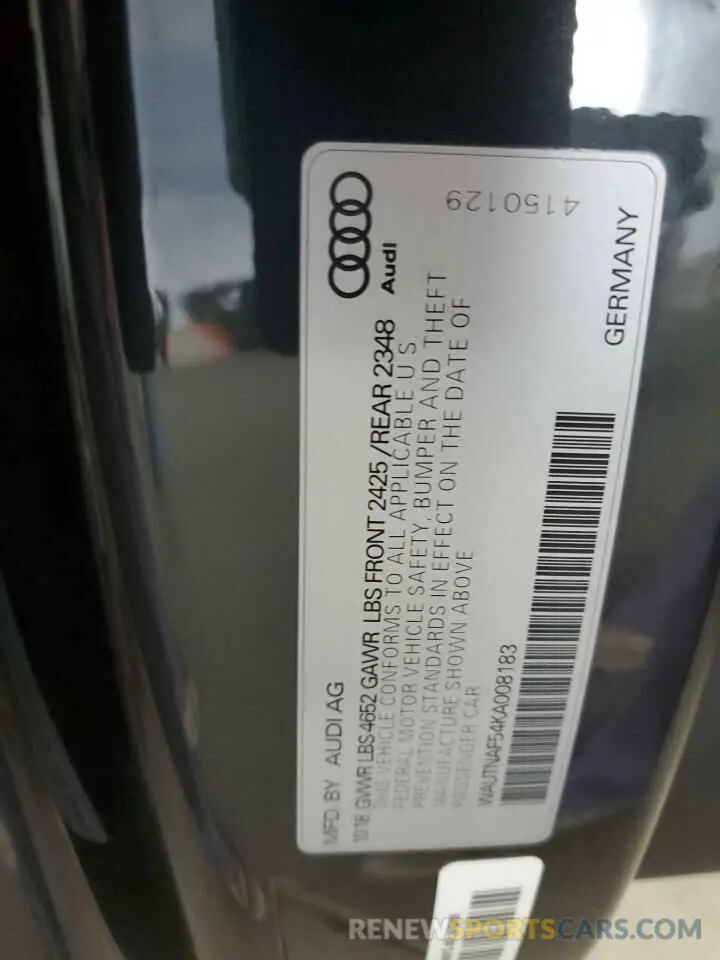 MFD. BY AUDI AG
10/18 GVWR LBS 4652 GAWR LBS FRONT 2425 / REAR 2348
THIS VEHICLE CONFORMS TO ALL APPLICABLE U S
FEDERAL MOTOR VEHICLE SAFETY, BUMPER AND THEFT
PREVENTION STANDARDS IN EFFECT ON THE DATE OF
MANUFACTURE SHOWN ABOVE
PASSENGER CAR
WAUTNAF54KA008183
Audi
4150129
GERMANY
RENEWSPORTSCARS.COM